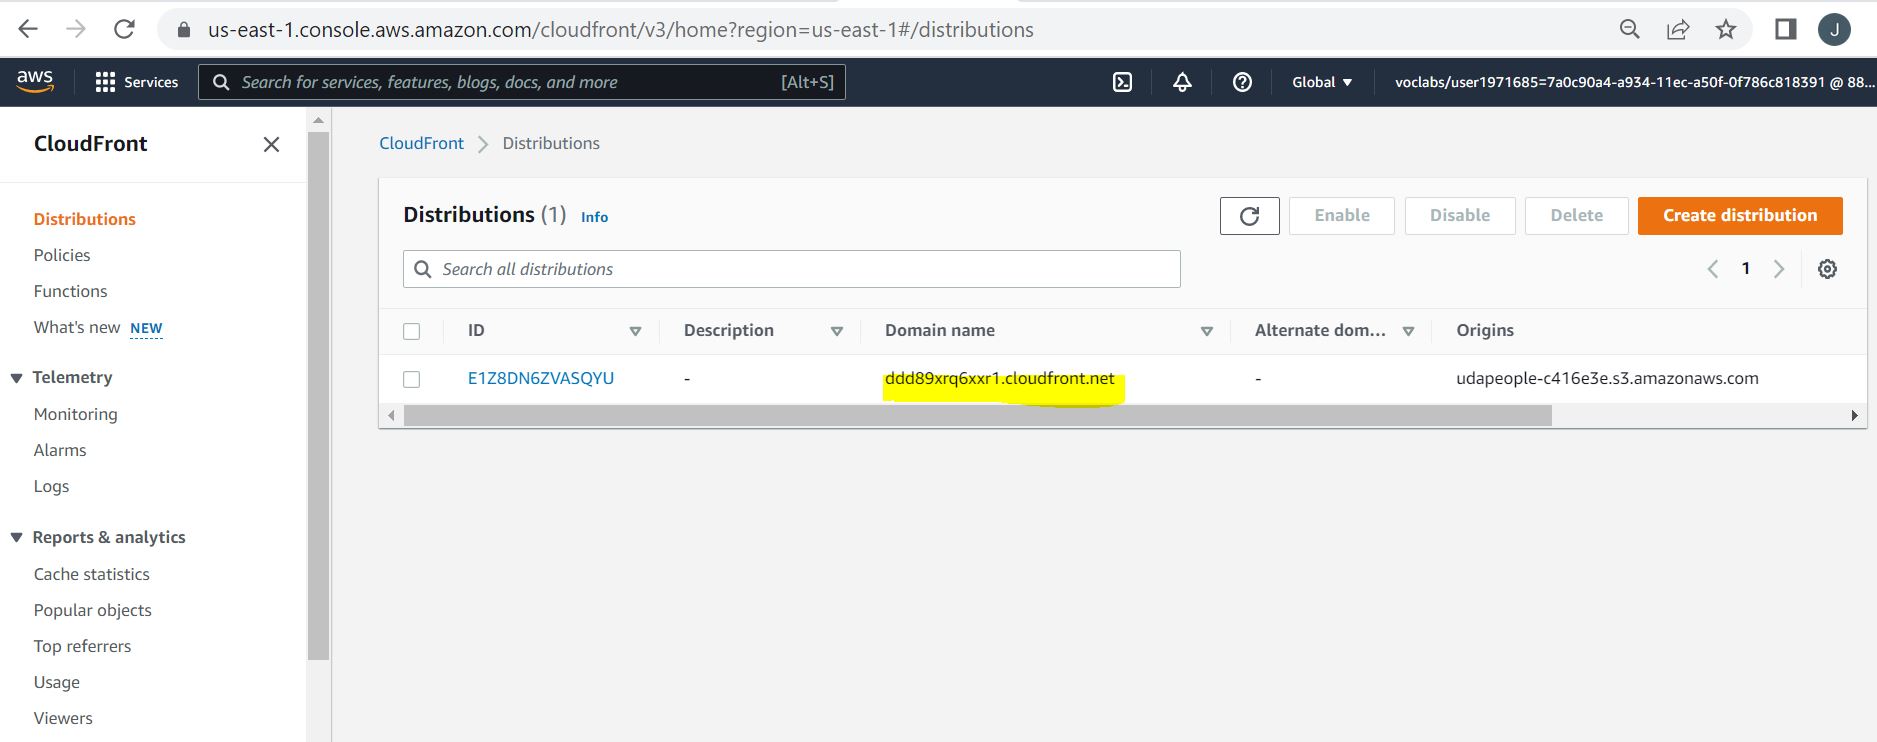 us-east-1.console.aws.amazon.com/cloudfront/v3/home?region=us-east-1#/distributions
J
aws
Services
Search for services, features, blogs, docs, and more
[Alt+S]
Global
voclabs/user1971685=7a0c90a4-a934-11ec-a50f-0f786c818391 @ 88...
CloudFront
Distributions
Policies
Functions
What's new NEW
Telemetry
Monitoring
Alarms
Logs
Reports & analytics
Cache statistics
Popular objects
Top referrers
Usage
Viewers
CloudFront > Distributions
Distributions (1) Info
Enable
Disable
Delete
Create distribution
Search all distributions
1
ID Description Domain name Alternate dom... Origins
E1Z8DN6ZVASQYU - ddd89xrq6xxr1.cloudfront.net - udapeople-c416e3e.s3.amazonaws.com